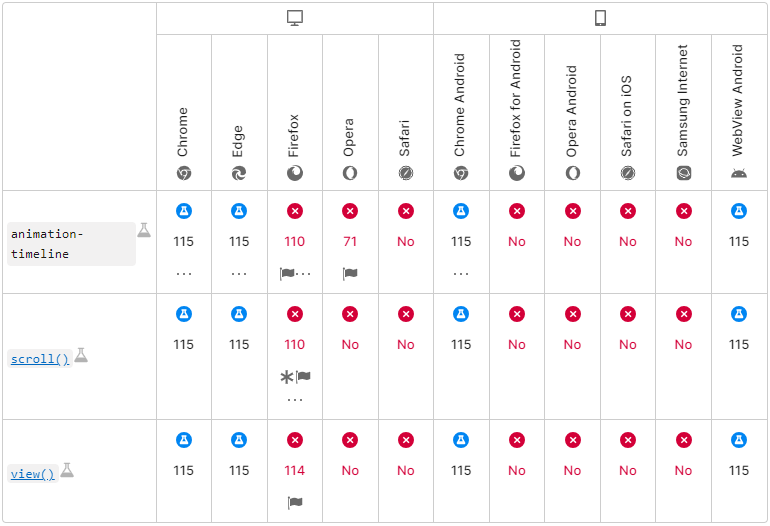 Chrome
Edge
Firefox
Opera
Safari
Chrome Android
Firefox for Android
Opera Android
Safari on iOS
Samsung Internet
WebView Android
animation-
timeline
115 115 110 71 No 115 No No No No 115
… … … …
scroll()
115 115 110 No No 115 No No No No 115
* …
view()
115 115 114 No No 115 No No No No 115